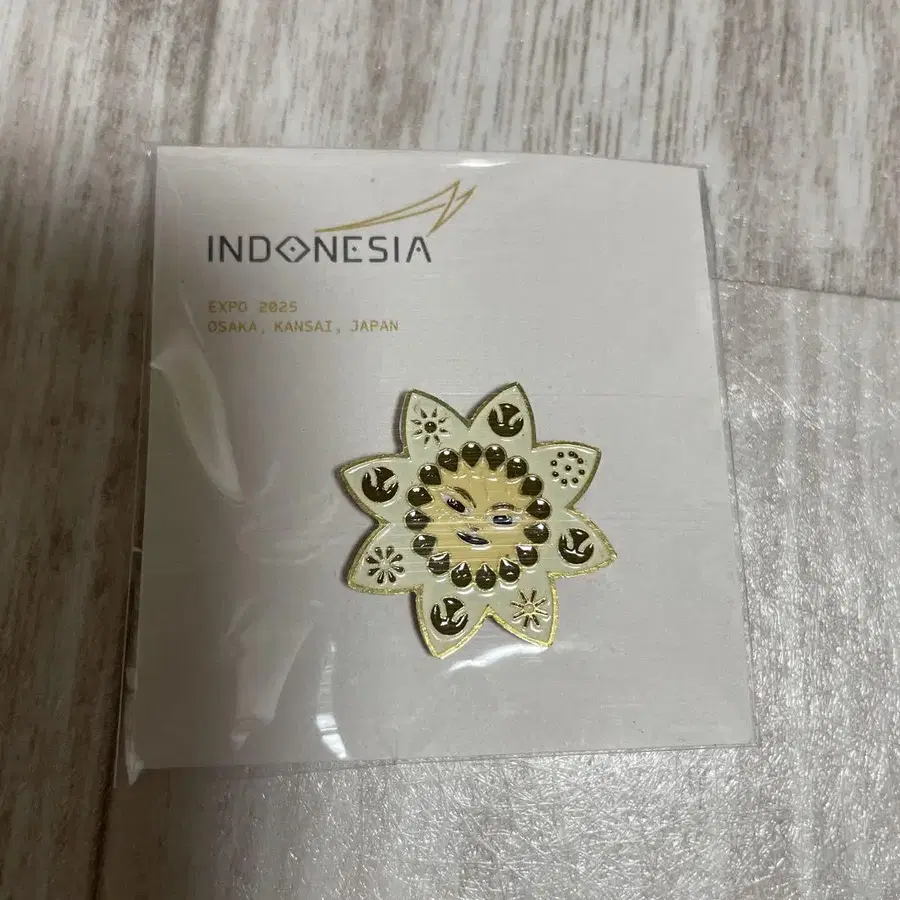 INDONESIA
EXPO 2025
OSAKA, KANSAI, JAPAN